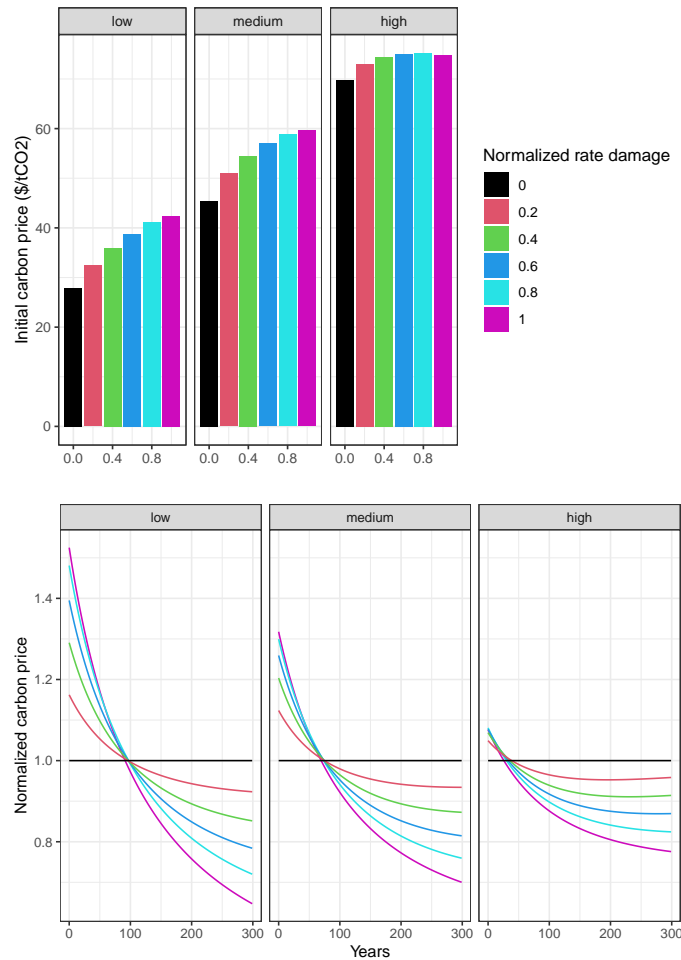 low medium high
60
40
20
0
Initial carbon price ($/tCO2)
0.0 0.4 0.8 0.0 0.4 0.8 0.0 0.4 0.8
Normalized rate damage
0
0.2
0.4
0.6
0.8
1
low medium high
1.4
1.2
1.0
0.8
Normalized carbon price
0 100 200 300 0 100 200 300 0 100 200 300
Years